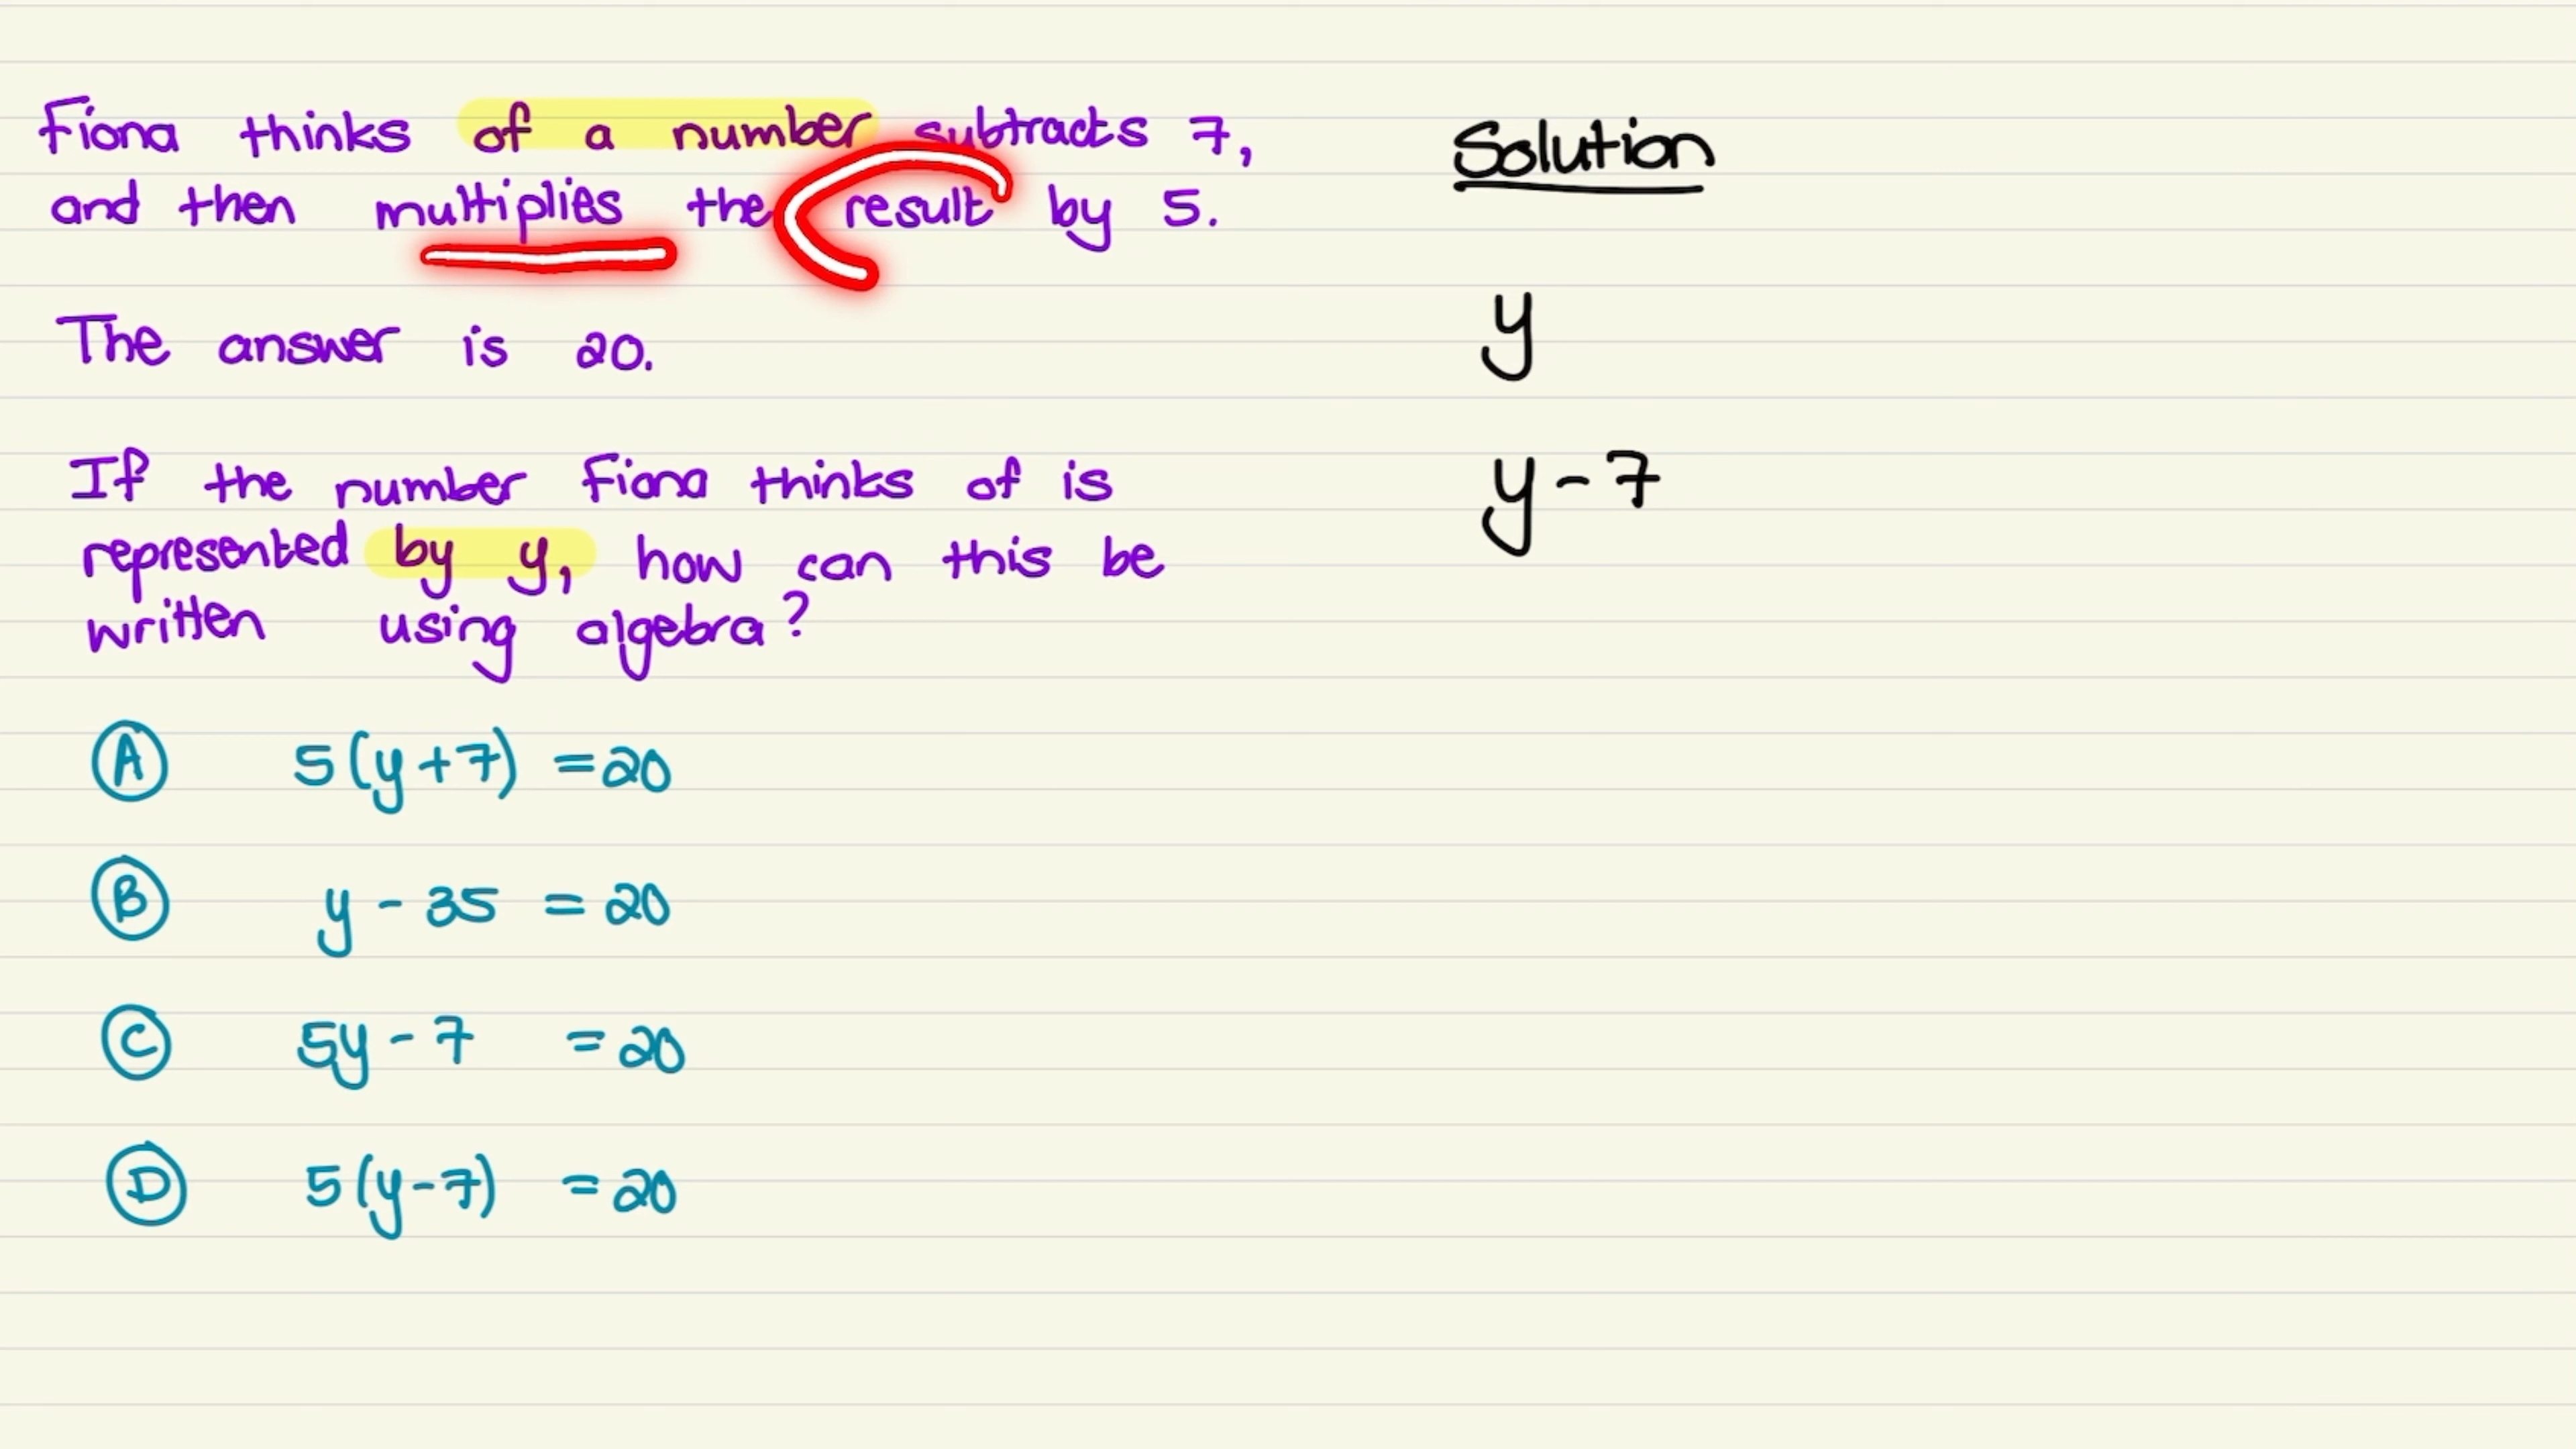 Fiona thinks of a number subtracts 7,
and then multiplies the result by 5.
The answer is 20.
If the number Fiona thinks of is
represented by y, how can this be
written using algebra?
A 5(y+7) = 20
B y - 35 = 20
C 5y - 7 = 20
D 5(y-7) = 20
Solution
y
y - 7